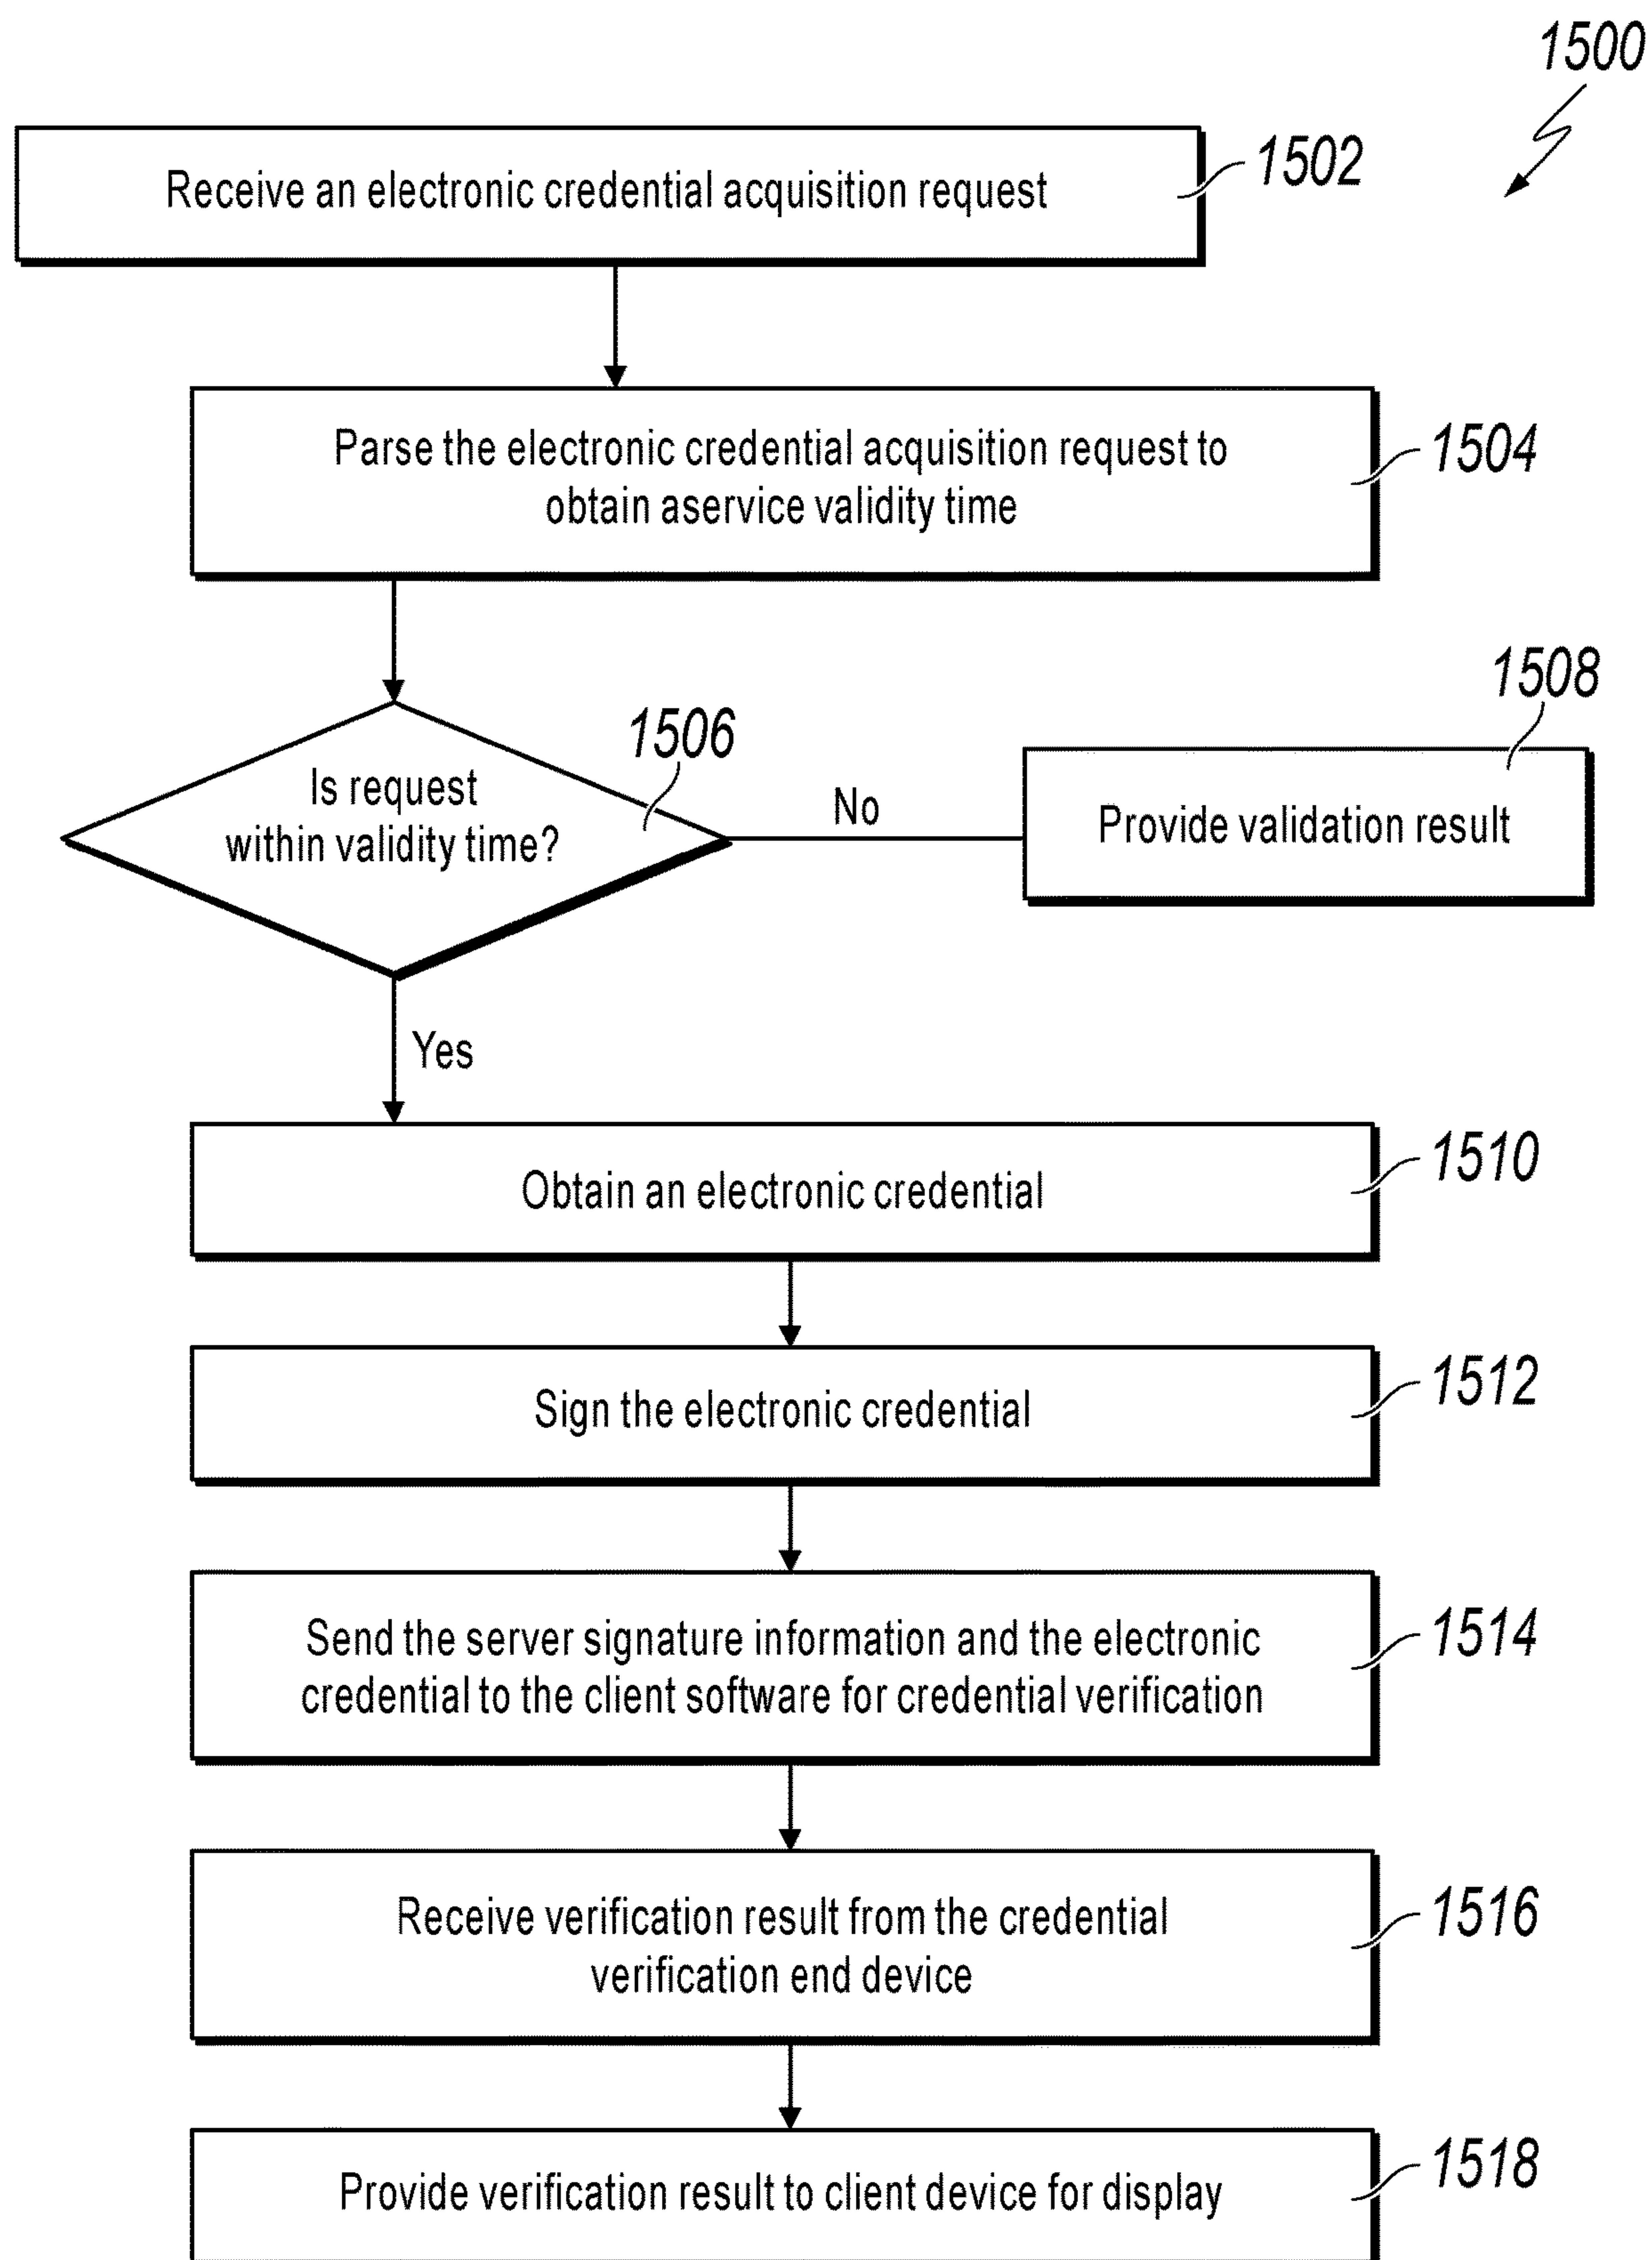 1500
Receive an electronic credential acquisition request
1502
Parse the electronic credential acquisition request to
obtain aservice validity time
1504
Is request
within validity time?
1506
No
Provide validation result
1508
Yes
Obtain an electronic credential
1510
Sign the electronic credential
1512
Send the server signature information and the electronic
credential to the client software for credential verification
1514
Receive verification result from the credential
verification end device
1516
Provide verification result to client device for display
1518